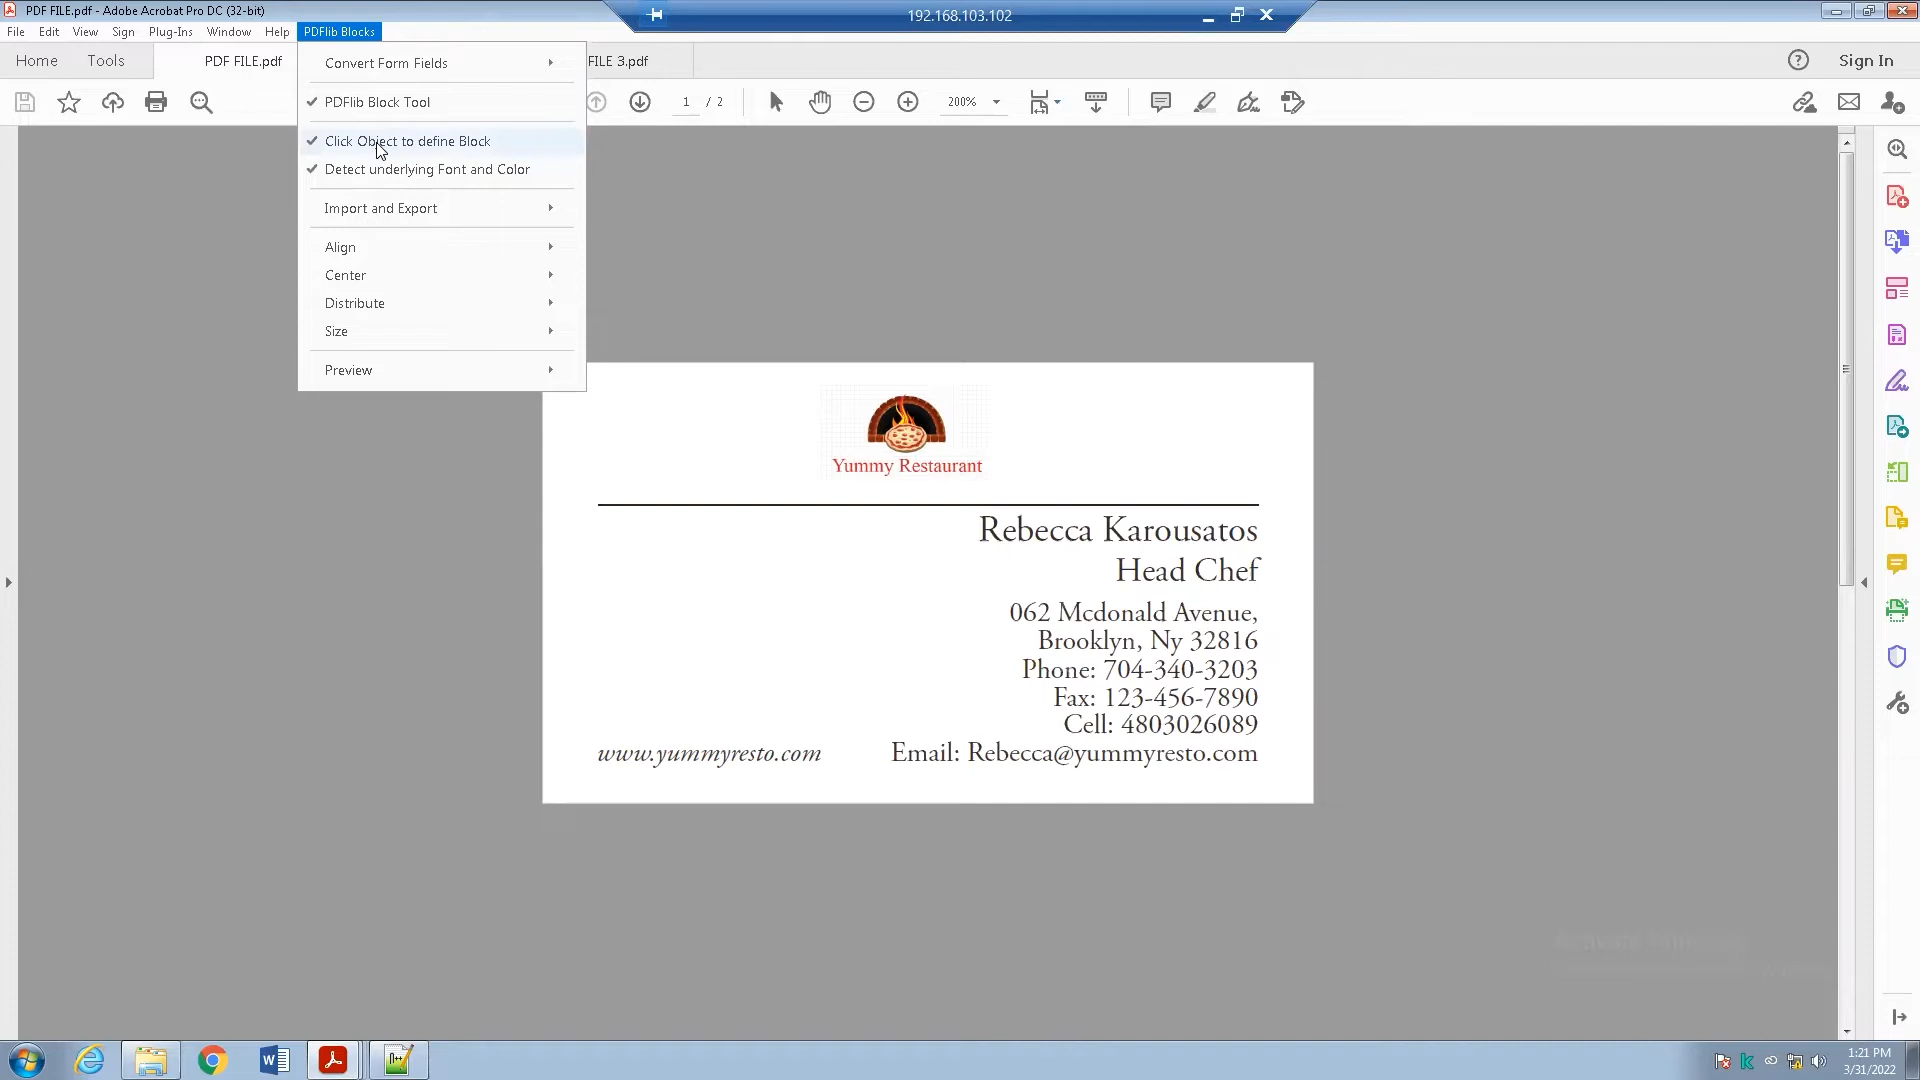 PDF FILE.pdf - Adobe Acrobat Pro DC (32-bit)
192.168.103.102
File Edit View Sign Plug-Ins Window Help PDFlib Blocks
Home Tools PDF FILE.pdf FILE 3.pdf Sign In
1 / 2 200%
Convert Form Fields
PDFlib Block Tool
Click Object to define Block
Detect underlying Font and Color
Import and Export
Align
Center
Distribute
Size
Preview
Yummy Restaurant
Rebecca Karousatos
Head Chef
062 Mcdonald Avenue,
Brooklyn, Ny 32816
Phone: 704-340-3203
Fax: 123-456-7890
Cell: 4803026089
www.yummyresto.com Email: Rebecca@yummyresto.com
1:21 PM
3/31/2022